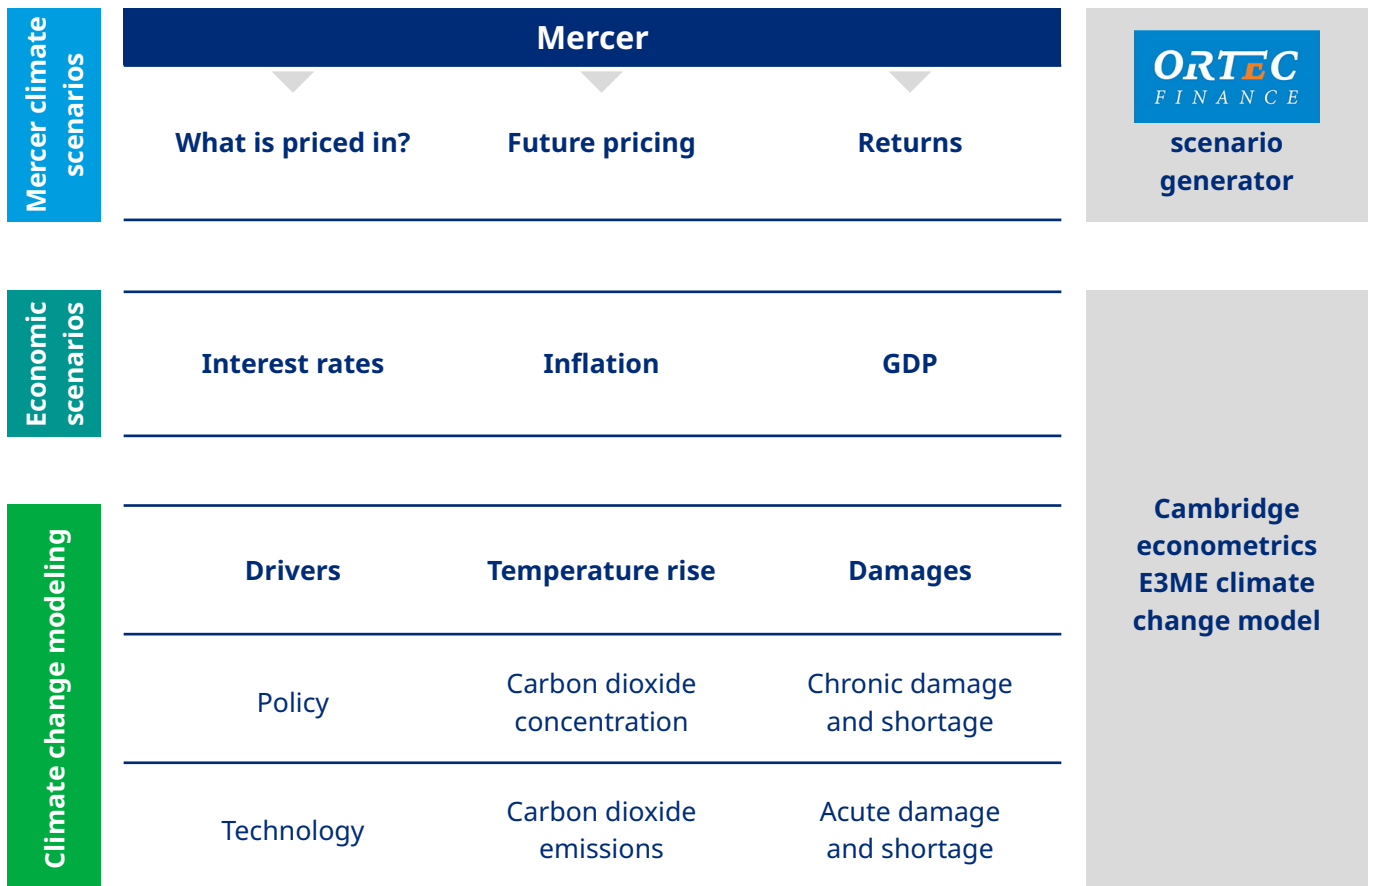 Mercer climate
scenarios
Mercer
What is priced in?
Future pricing
Returns
ORTEC
FINANCE
scenario
generator
Economic
scenarios
Interest rates
Inflation
GDP
Climate change modeling
Drivers
Temperature rise
Damages
Policy
Carbon dioxide
concentration
Chronic damage
and shortage
Technology
Carbon dioxide
emissions
Acute damage
and shortage
Cambridge
econometrics
E3ME climate
change model